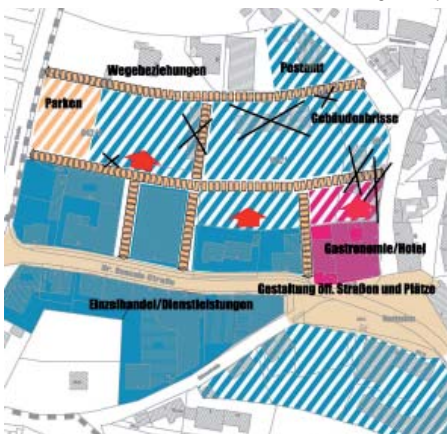 Wegebeziehungen
Postamt
Parken
Gebäudeabrisse
Gastronomie/Hotel
Gestaltung öff. Straßen und Plätze
Einzelhandel/Dienstleistungen